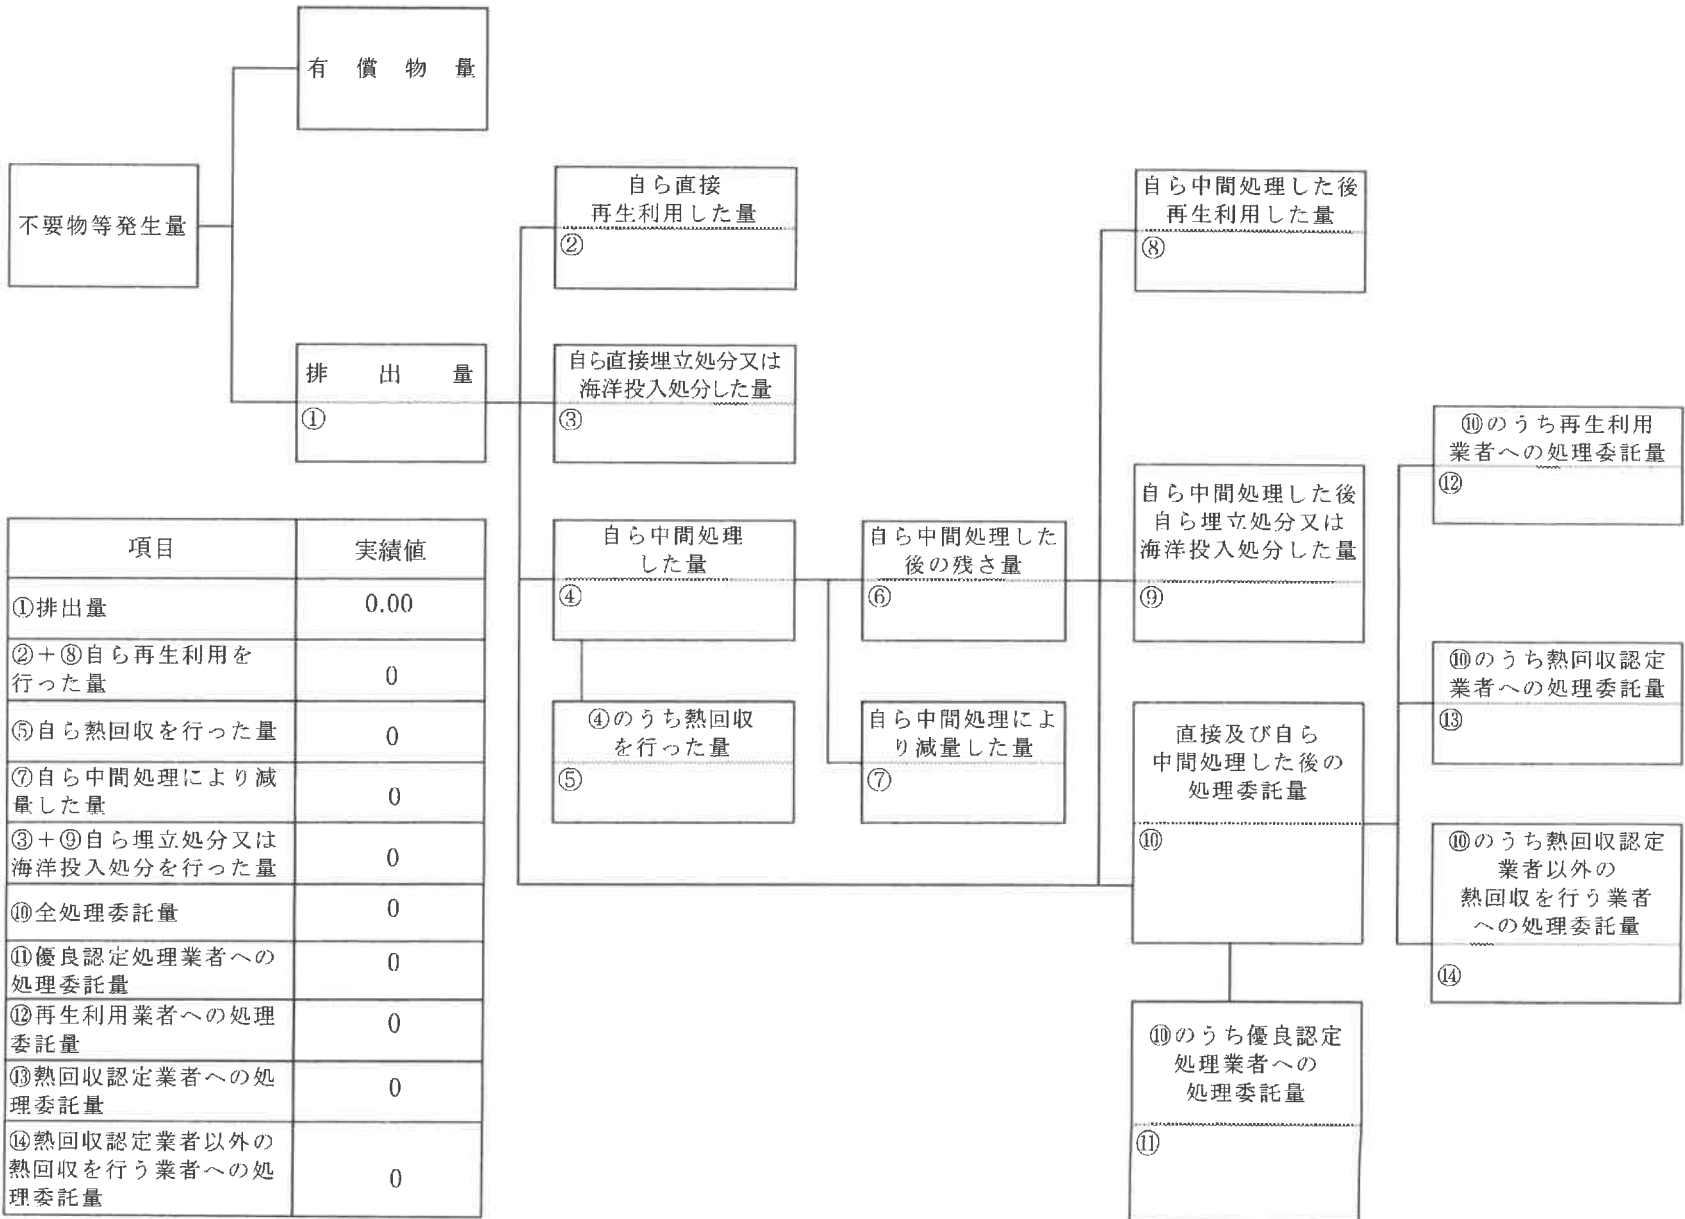 有償物量
不要物等発生量
排出量
①
自ら直接
再生利用した量
②
自ら直接埋立処分又は
海洋投入処分した量
③
自ら中間処理
した量
④
④のうち熱回収
を行った量
⑤
自ら中間処理した
後の残さ量
⑥
自ら中間処理によ
り減量した量
⑦
自ら中間処理した後
再生利用した量
⑧
自ら中間処理した後
自ら埋立処分又は
海洋投入処分した量
⑨
直接及び自ら
中間処理した後の
処理委託量
⑩
⑩のうち優良認定
処理業者への
処理委託量
⑪
⑩のうち再生利用
業者への処理委託量
⑫
⑩のうち熱回収認定
業者への処理委託量
⑬
⑩のうち熱回収認定
業者以外の
熱回収を行う業者
への処理委託量
⑭
項目 実績値
①排出量 0.00
②+⑧自ら再生利用を
行った量 0
⑤自ら熱回収を行った量 0
⑦自ら中間処理により減
量した量 0
③+⑨自ら埋立処分又は
海洋投入処分を行った量 0
⑩全処理委託量 0
⑪優良認定処理業者への
処理委託量 0
⑫再生利用業者への処理
委託量 0
⑬熱回収認定業者への処
理委託量 0
⑭熱回収認定業者以外の
熱回収を行う業者への処
理委託量 0